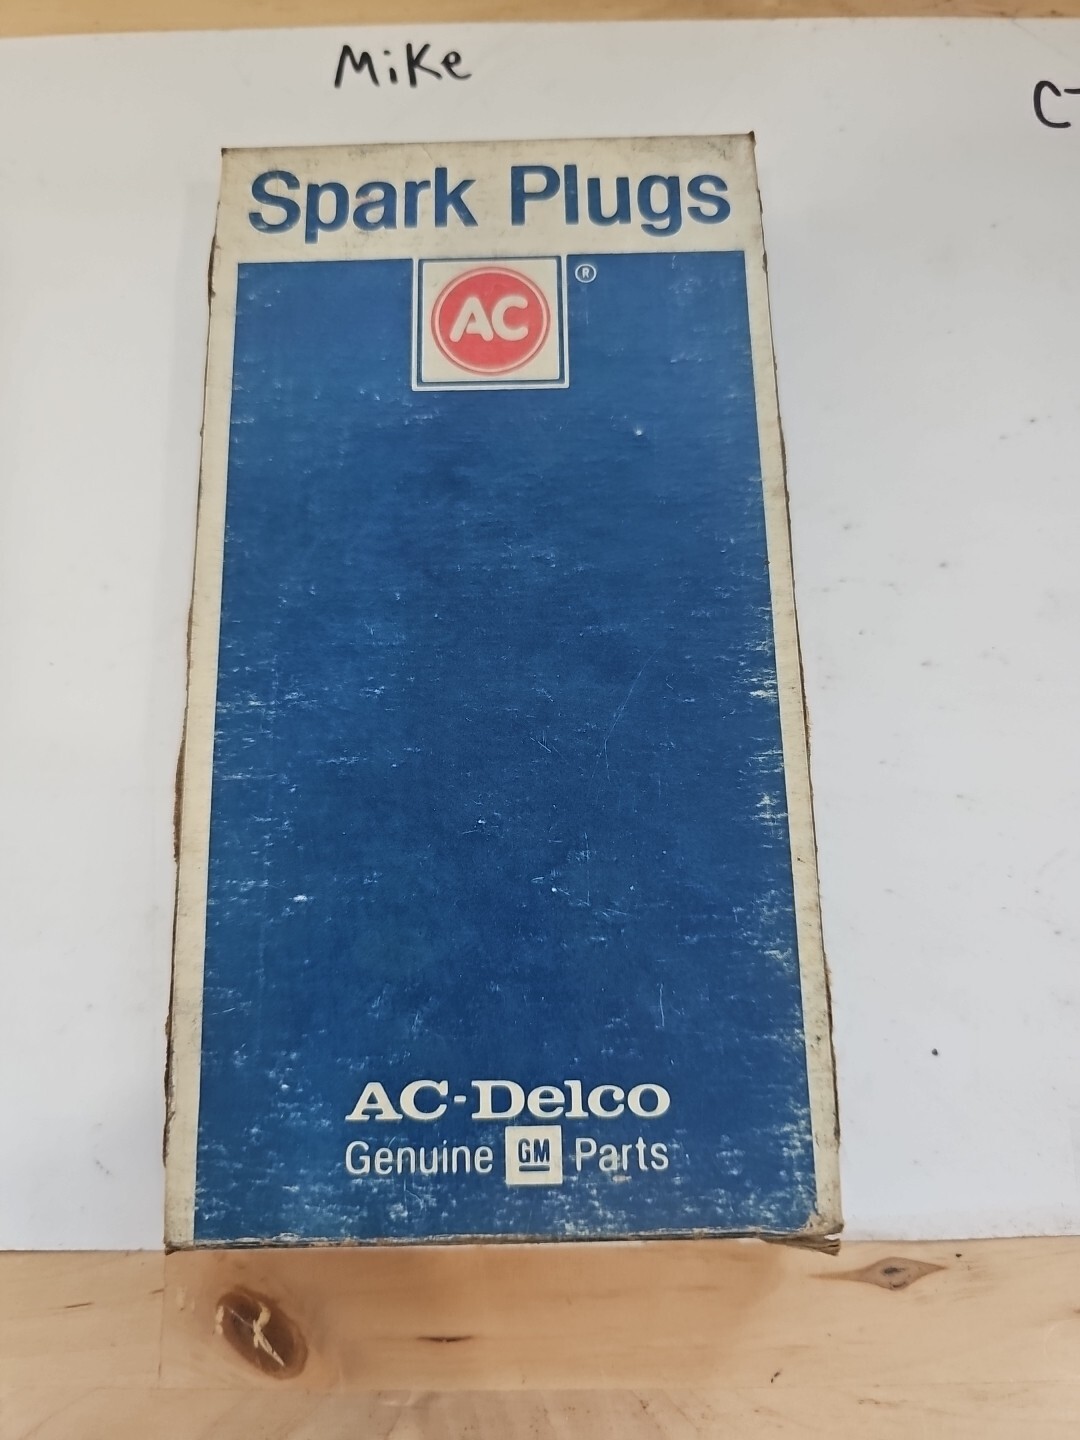 Mike
Spark Plugs
AC ®
AC-Delco
Genuine GM Parts